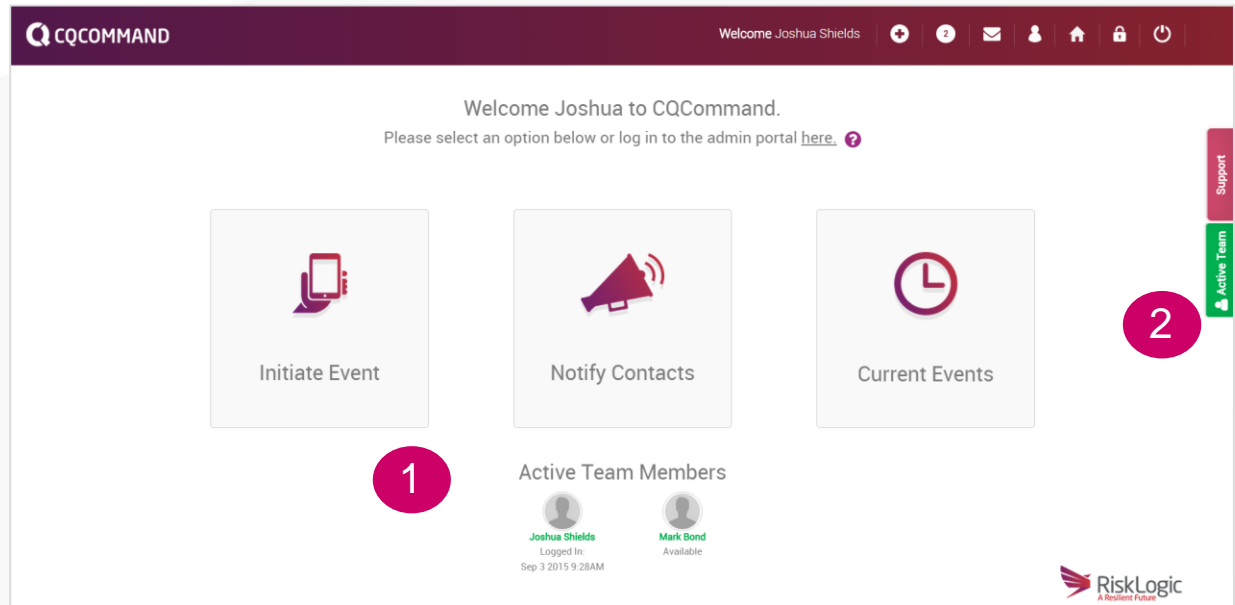 CQCOMMAND
Welcome Joshua Shields
2
Welcome Joshua to CQCommand.
Please select an option below or log in to the admin portal here. ?
Support
Active Team
2
Initiate Event
Notify Contacts
Current Events
1
Active Team Members
Joshua Shields
Logged In:
Sep 3 2015 9:28AM
Mark Bond
Available
RiskLogic
A Resilient Future